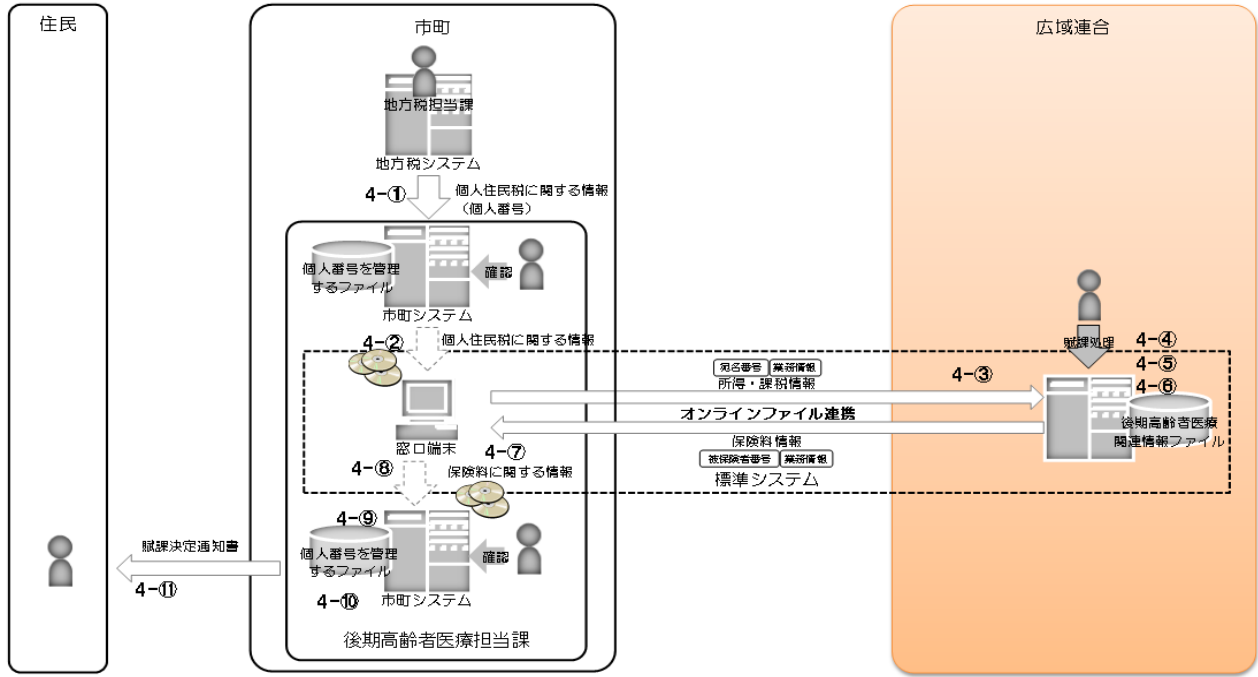 住民
市町
広域連合
地方税担当課
地方税システム
4-①
個人住民税に関する情報
（個人番号）
個人番号を管理
するファイル
確認
市町システム
4-②
個人住民税に関する情報
賦課処理
4-④
4-⑤
4-⑥
宛名番号 業務情報
所得・課税情報
4-③
オンラインファイル連携
後期高齢者医療
関連情報ファイル
窓口端末
4-⑦
保険料情報
被保険者番号 業務情報
標準システム
4-⑧
保険料に関する情報
4-⑨
個人番号を管理
するファイル
確認
4-⑩
市町システム
後期高齢者医療担当課
賦課決定通知書
4-⑪